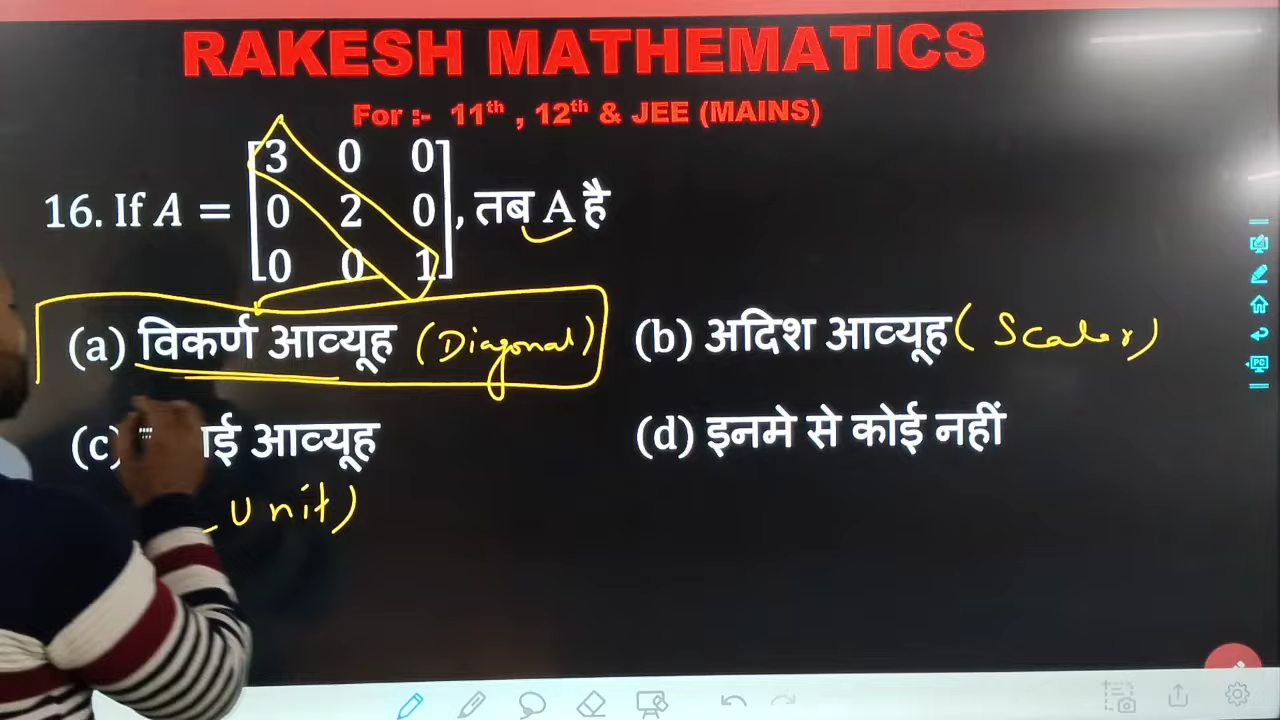 RAKESH MATHEMATICS
For :- 11th , 12th & JEE (MAINS)
16. If A = [3 0 0
0 2 0
0 0 1] , तब A है
(a) विकर्ण आव्यूह (Diagonal)
(b) अदिश आव्यूह (Scaler)
(c) आव्यूह
(d) इनमे से कोई नहीं
Unit)